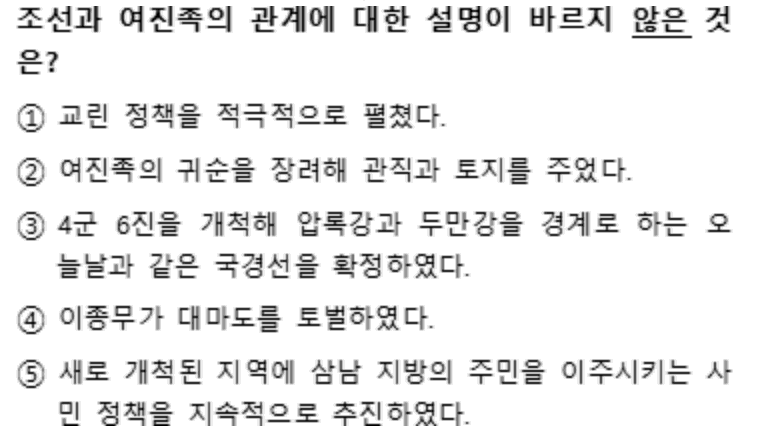 조선과 여진족의 관계에 대한 설명이 바르지 않은 것
은?
① 교린 정책을 적극적으로 펼쳤다.
② 여진족의 귀순을 장려해 관직과 토지를 주었다.
③ 4군 6진을 개척해 압록강과 두만강을 경계로 하는 오
늘날과 같은 국경선을 확정하였다.
④ 이종무가 대마도를 토벌하였다.
⑤ 새로 개척된 지역에 삼남 지방의 주민을 이주시키는 사
민 정책을 지속적으로 추진하였다.